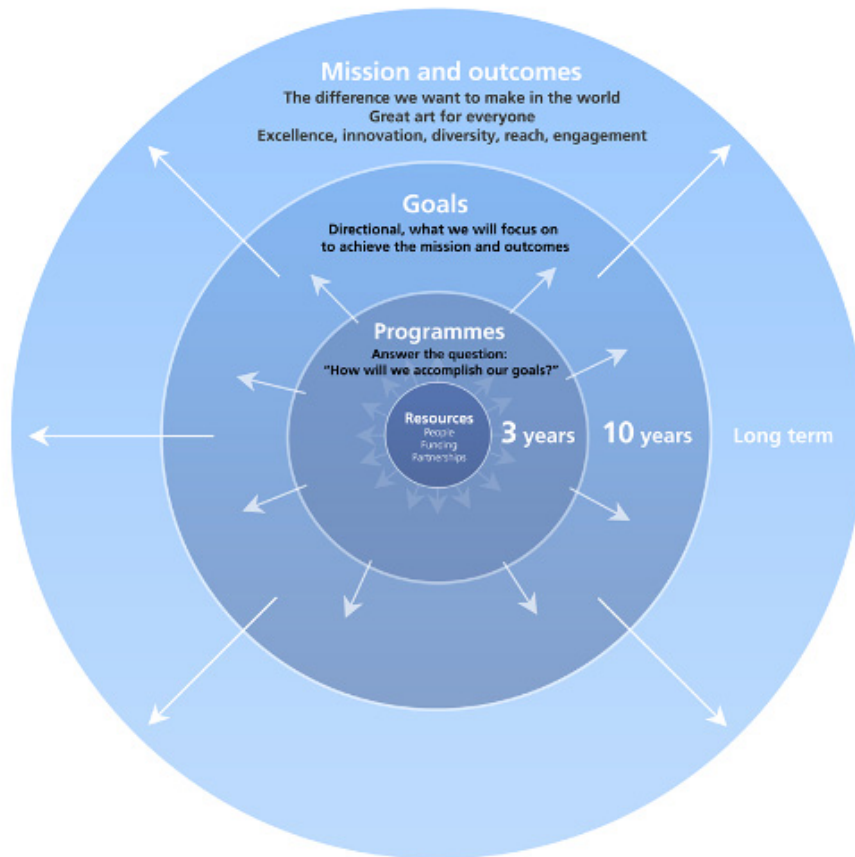 Mission and outcomes
The difference we want to make in the world
Great art for everyone
Excellence, innovation, diversity, reach, engagement
Goals
Directional, what we will focus on
to achieve the mission and outcomes
Programmes
Answer the question:
“How will we accomplish our goals?”
Resources
People
Funding
Partnerships
3 years
10 years
Long term